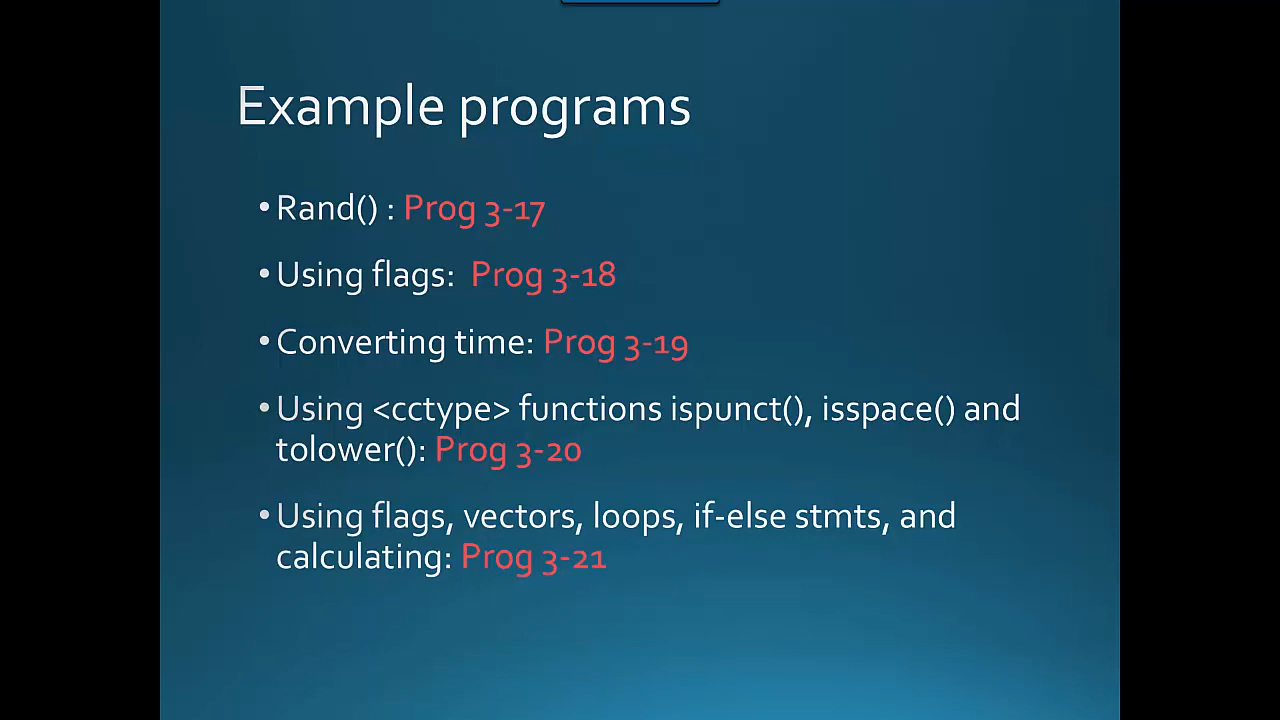 Example programs
•Rand() : Prog 3-17
•Using flags:  Prog 3-18
•Converting time: Prog 3-19
•Using <cctype> functions ispunct(), isspace() and
tolower(): Prog 3-20
•Using flags, vectors, loops, if-else stmts, and
calculating: Prog 3-21